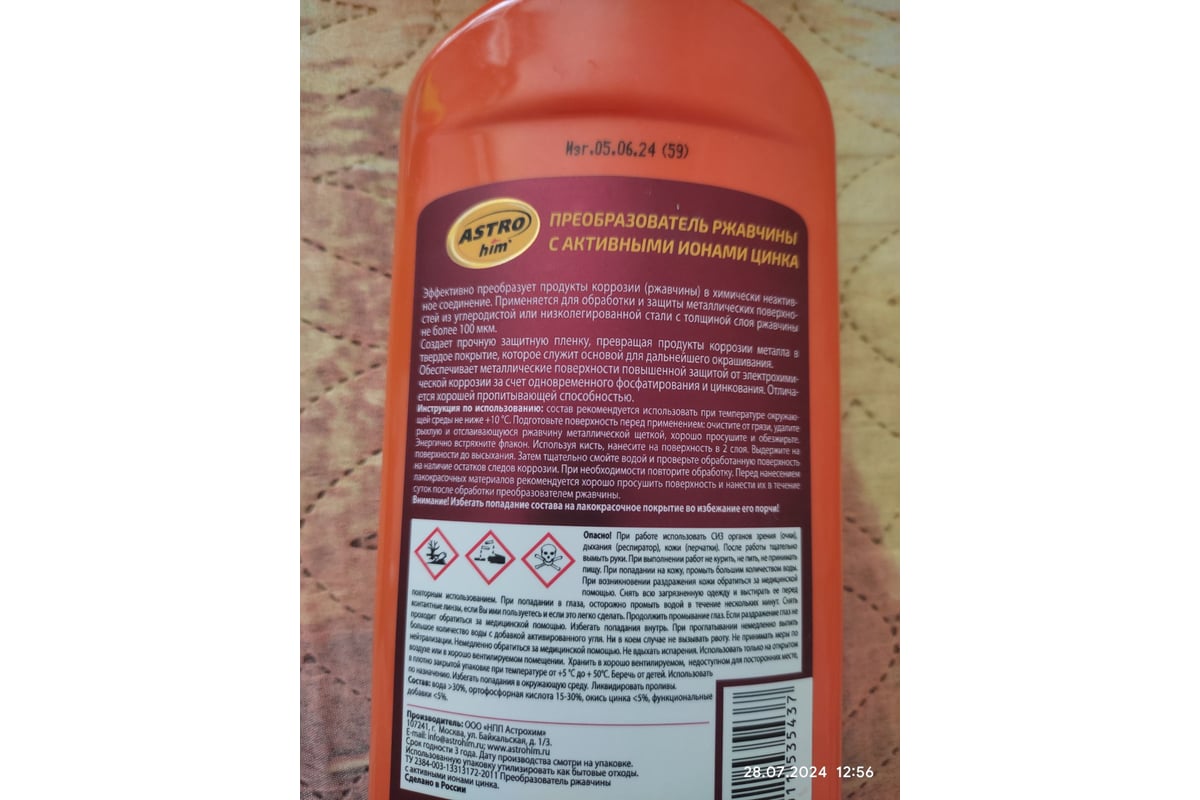 Изг.05.06.24 (59)
ASTRO
him
ПРЕОБРАЗОВАТЕЛЬ РЖАВЧИНЫ
С АКТИВНЫМИ ИОНАМИ ЦИНКА
Эффективно преобразует продукты коррозии (ржавчины) в химически неактив-
ное соединение. Применяется для обработки и защиты металлических поверхно-
стей из углеродистой или низколегированной стали с толщиной слоя ржавчины
не более 100 мкм.
Создает прочную защитную пленку, превращая продукты коррозии металла в
твердое покрытие, которое служит основой для дальнейшего окрашивания.
Обеспечивает металлические поверхности повышенной защитой от электрохими-
ческой коррозии за счет одновременного фосфатирования и цинкования. Отлича-
ется хорошей пропитывающей способностью.
Инструкция по использованию: состав рекомендуется использовать при температуре окружаю-
щей среды не ниже +10 °С. Подготовьте поверхность перед применением: очистите от грязи, удалите
рыхлую и отслаивающуюся ржавчину металлической щеткой, хорошо просушите и обезжирьте.
Энергично встряхните флакон. Используя кисть, нанесите на поверхность в 2 слоя. Выдержите на
поверхности до высыхания. Затем тщательно смойте водой и проверьте обработанную поверхность
на наличие остатков следов коррозии. При необходимости повторите обработку. Перед нанесением
лакокрасочных материалов рекомендуется хорошо просушить поверхность и нанести их в течение
суток после обработки преобразователем ржавчины.
Внимание! Избегать попадание состава на лакокрасочное покрытие во избежание его порчи!
Опасно! При работе использовать СИЗ органов зрения (очки),
дыхания (респиратор), кожи (перчатки). После работы тщательно
вымыть руки. При выполнении работ не курить, не пить, не принимать
пищу. При попадании на кожу, промыть большим количеством воды.
При возникновении раздражения кожи обратиться за медицинской
помощью. Снять всю загрязненную одежду и выстирать ее перед
повторным использованием. При попадании в глаза, осторожно промыть водой в течение нескольких минут. Снять
контактные линзы, если Вы ими пользуетесь и если это легко сделать. Продолжить промывание глаз. Если раздражение глаз не
проходит обратиться за медицинской помощью. Избегать попадания внутрь. При проглатывании немедленно выпить
большое количество воды с добавкой активированного угля. Ни в коем случае не вызывать рвоту. Не принимать меры по
нейтрализации. Немедленно обратиться за медицинской помощью. Не вдыхать испарения. Использовать только на открытом
воздухе или в хорошо вентилируемом помещении. Хранить в хорошо вентилируемом, недоступном для посторонних месте,
в плотно закрытой упаковке при температуре от +5 °С до + 50°С. Беречь от детей. Использовать
по назначению. Избегать попадания в окружающую среду. Ликвидировать проливы.
Состав: вода >30%, ортофосфорная кислота 15-30%, окись цинка <5%, функциональные
добавки <5%.
Производитель: ООО «НПП Астрохим»
107241, г. Москва, ул. Байкальская, д. 1/3.
E-mail: info@astrohim.ru; www.astrohim.ru
Срок годности 3 года. Дату производства смотри на упаковке.
Использованную упаковку утилизировать как бытовые отходы.
ТУ 2384-003-13313172-2011 Преобразователь ржавчины
с активными ионами цинка.
Сделано в России
535437
28.07.2024 12:56